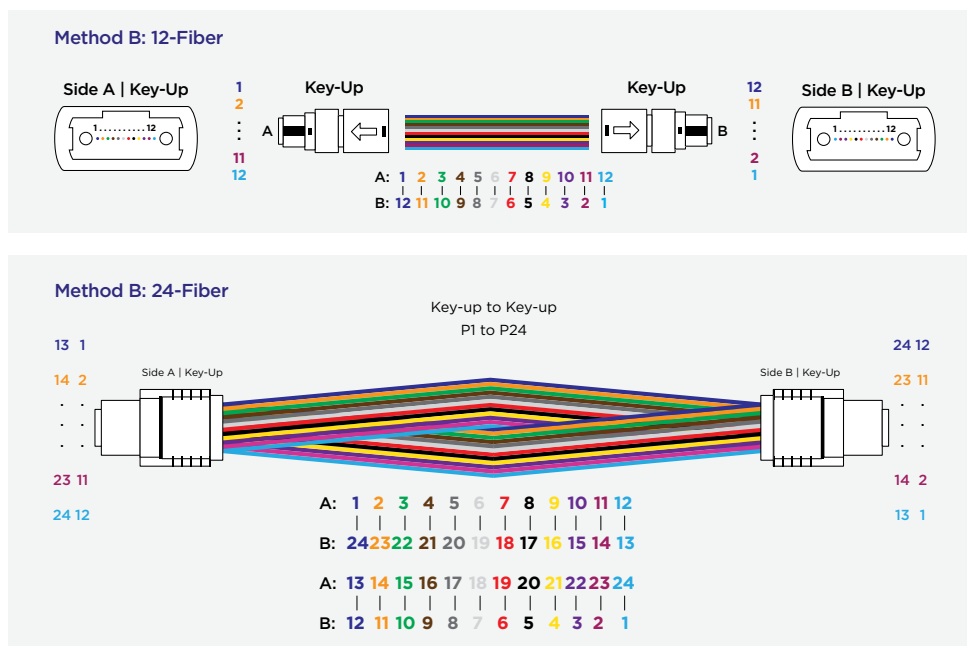 Method B: 12-Fiber
Side A | Key-Up
1
2
11
12
Key-Up
Key-Up
12
11
2
1
Side B | Key-Up
1..........12
A
B
1..........12
A: 1 2 3 4 5 6 7 8 9 10 11 12
B: 12 11 10 9 8 7 6 5 4 3 2 1
Method B: 24-Fiber
Key-up to Key-up
P1 to P24
13 1
24 12
Side A | Key-Up
Side B | Key-Up
14 2
23 11
23 11
14 2
24 12
13 1
A: 1 2 3 4 5 6 7 8 9 10 11 12
B: 24 23 22 21 20 19 18 17 16 15 14 13
A: 13 14 15 16 17 18 19 20 21 22 23 24
B: 12 11 10 9 8 7 6 5 4 3 2 1